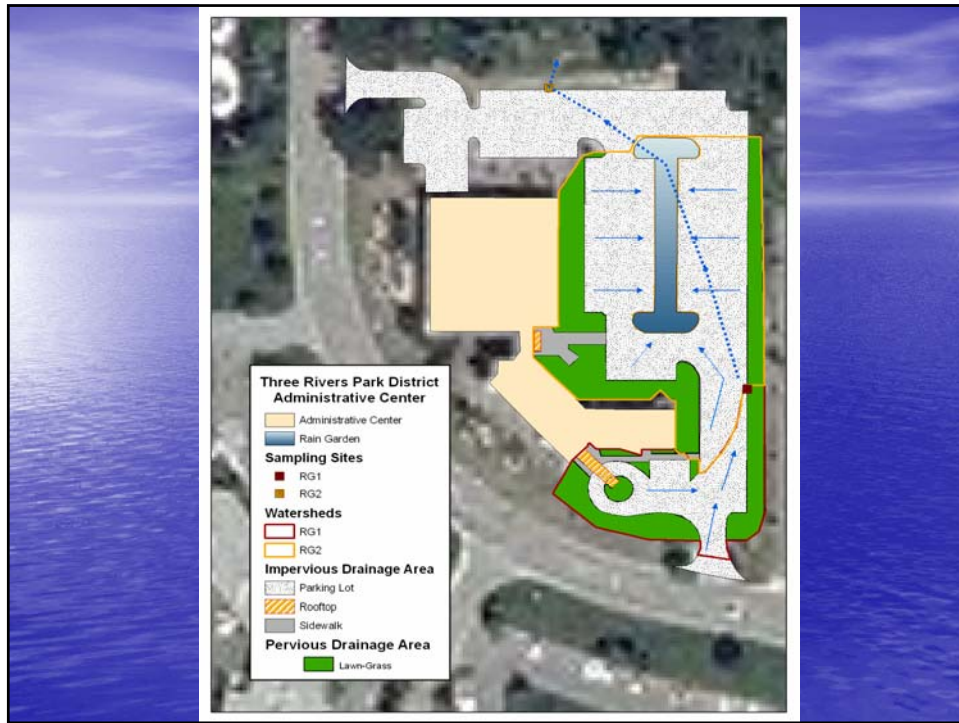 Three Rivers Park District
Administrative Center
Administrative Center
Rain Garden
Sampling Sites
RG1
RG2
Watersheds
RG1
RG2
Impervious Drainage Area
Parking Lot
Rooftop
Sidewalk
Pervious Drainage Area
Lawn-Grass